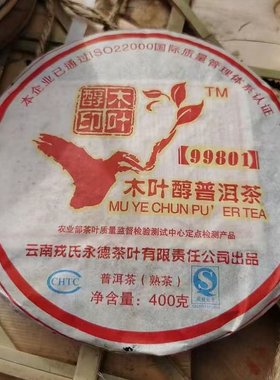 本企业已通过ISO22000国际质量管理体系认证
木叶醇印
TM
【99801】
木叶醇普洱茶
MU YE CHUN PU'ER TEA
农业部茶叶质量监督检验测试中心定点检测产品
云南戎氏永德茶叶有限责任公司出品
CHTC
普洱茶（熟茶）
净含量：400克